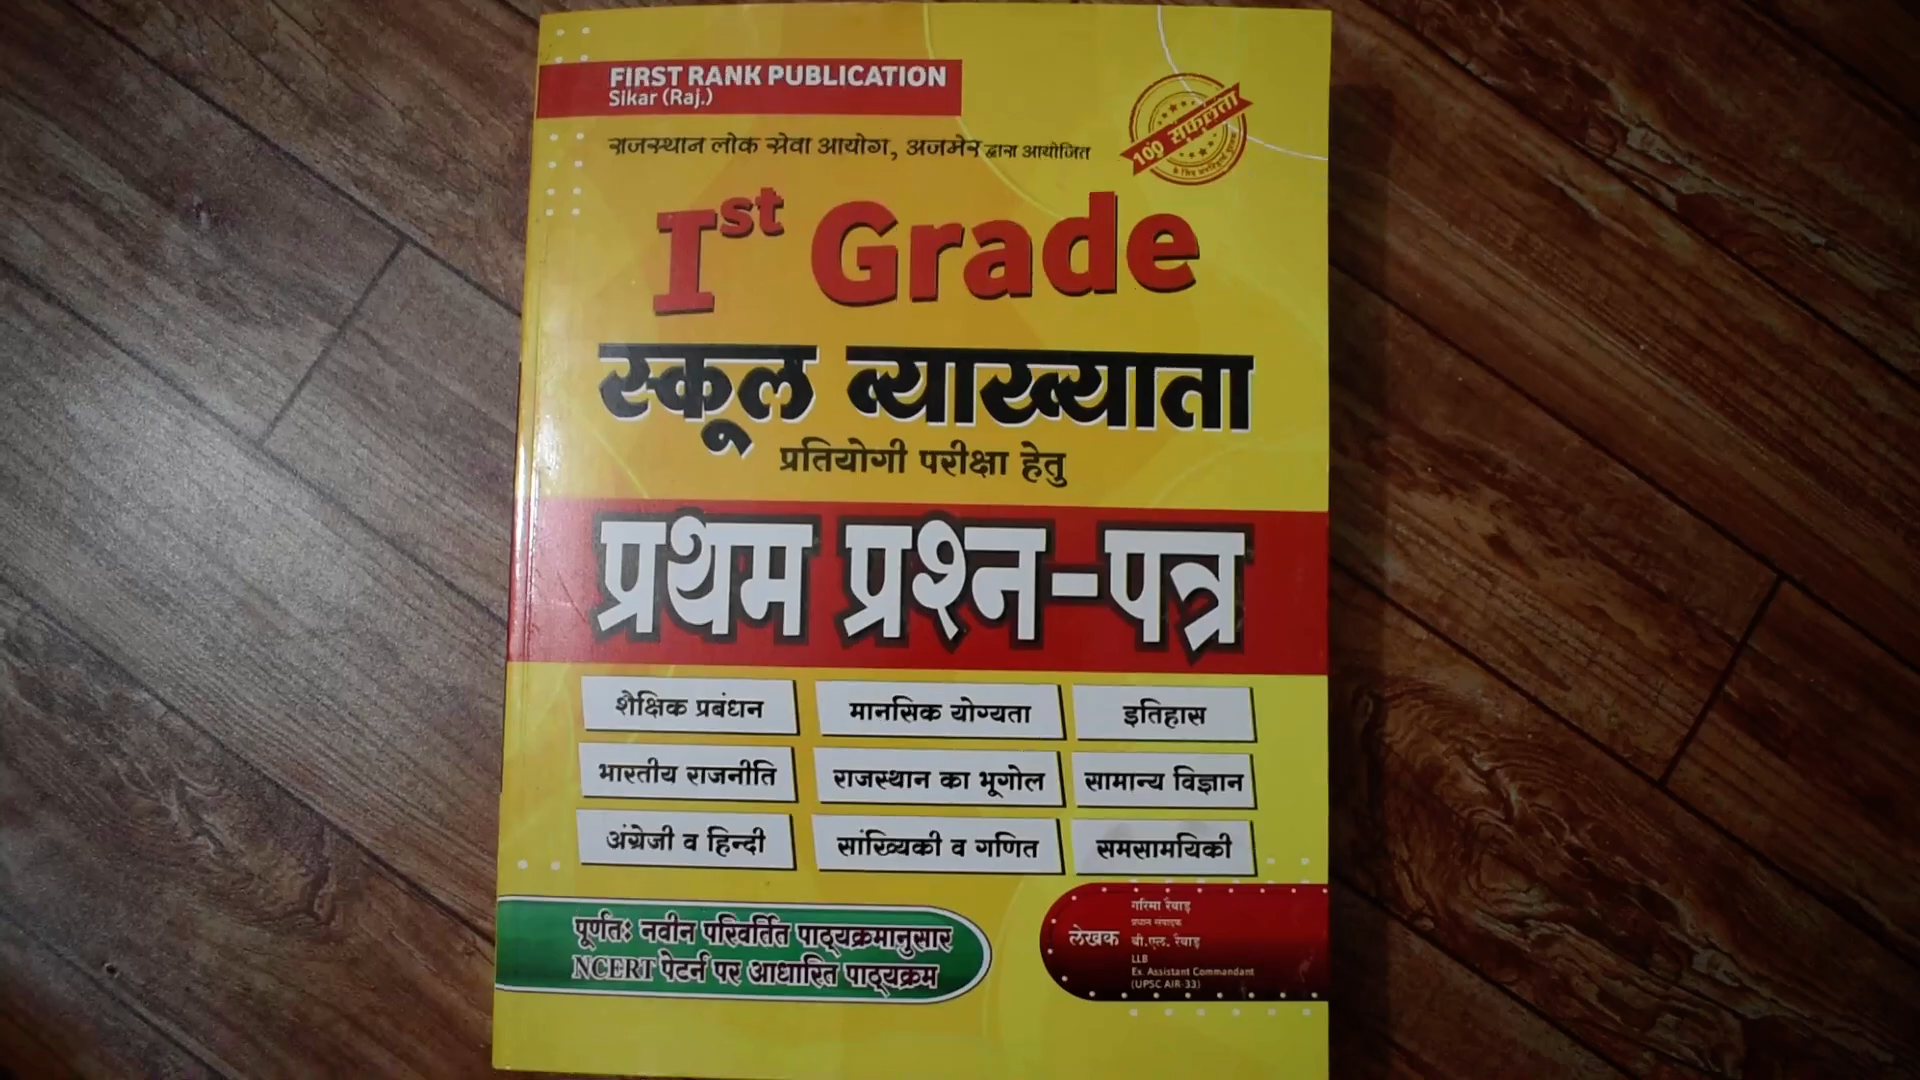 FIRST RANK PUBLICATION
Sikar (Raj.)
राजस्थान लोक सेवा आयोग, अजमेर द्वारा आयोजित
100 सफलता
Ist Grade
स्कूल व्याख्याता
प्रतियोगी परीक्षा हेतु
प्रथम प्रश्न-पत्र
शैक्षिक प्रबंधन मानसिक योग्यता इतिहास
भारतीय राजनीति राजस्थान का भूगोल सामान्य विज्ञान
अंग्रेजी व हिन्दी सांख्यिकी व गणित समसामयिकी
पूर्णतः नवीन परिवर्तित पाठ्यक्रमानुसार
NCERT पेटर्न पर आधारित पाठ्यक्रम
लेखक
गरिमा रैवाड़
प्रधान संपादक
बी.एल. रैवाड़
LLB
Ex. Assistant Commandant
(UPSC AIR-33)